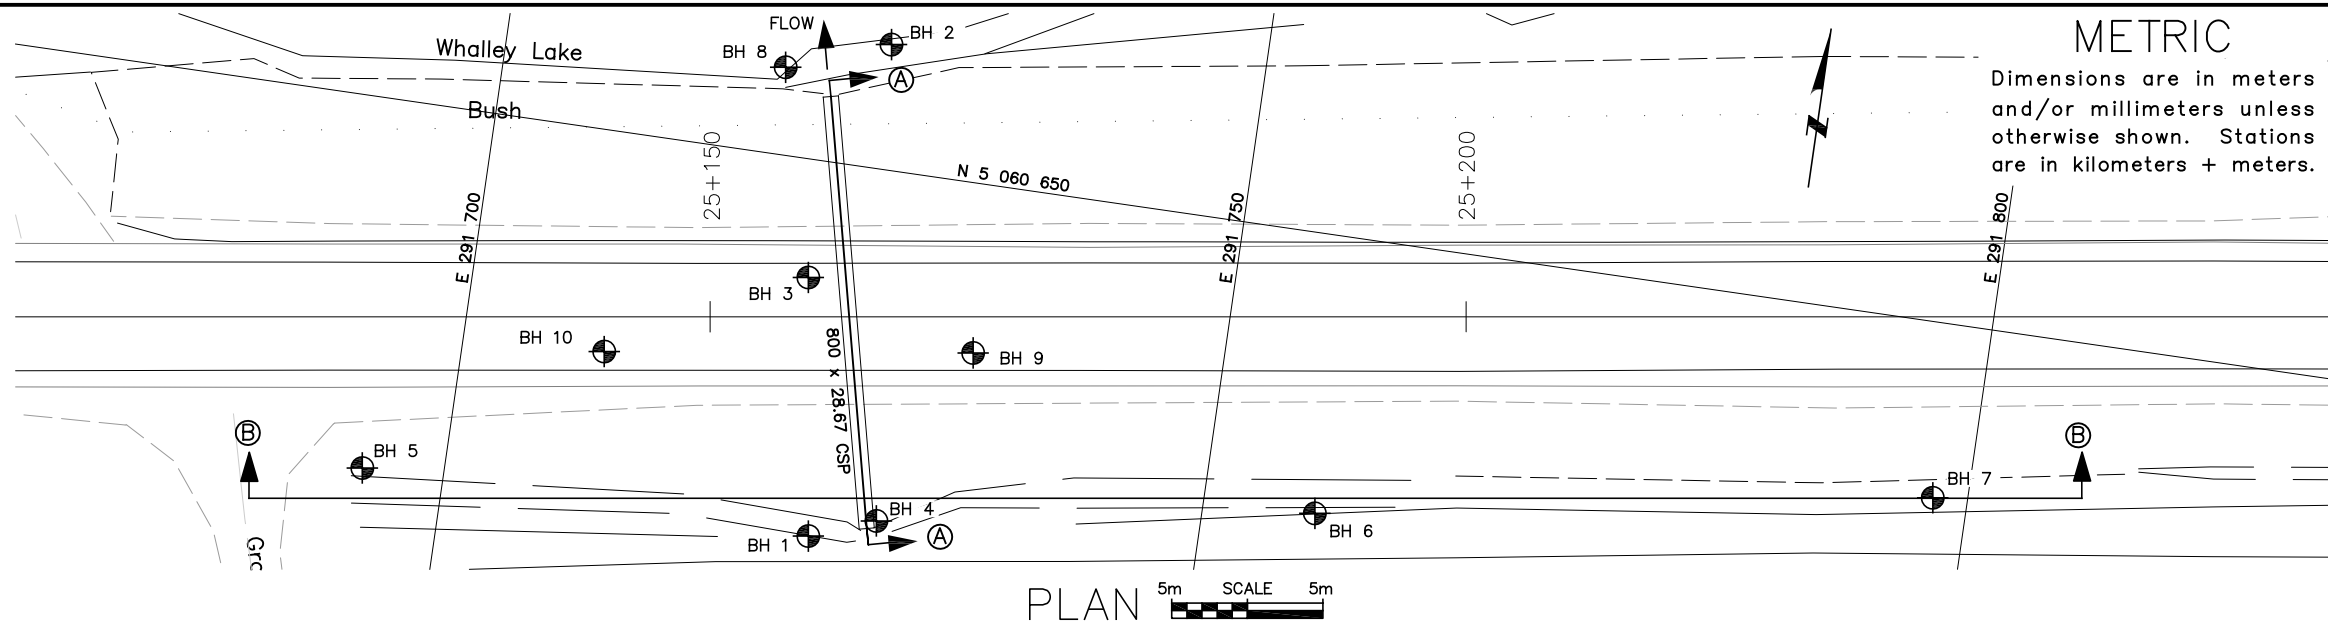 METRIC
Dimensions are in meters
and/or millimeters unless
otherwise shown. Stations
are in kilometers + meters.
FLOW
BH 2
BH 8
Whalley Lake
A
Bush
25+150
25+200
N 5 060 650
E 291 700
E 291 750
E 291 800
BH 3
BH 10
BH 9
800 x 28.67 CSP
B
B
BH 5
BH 7
BH 4
BH 6
BH 1
A
Gro
PLAN
5m SCALE 5m